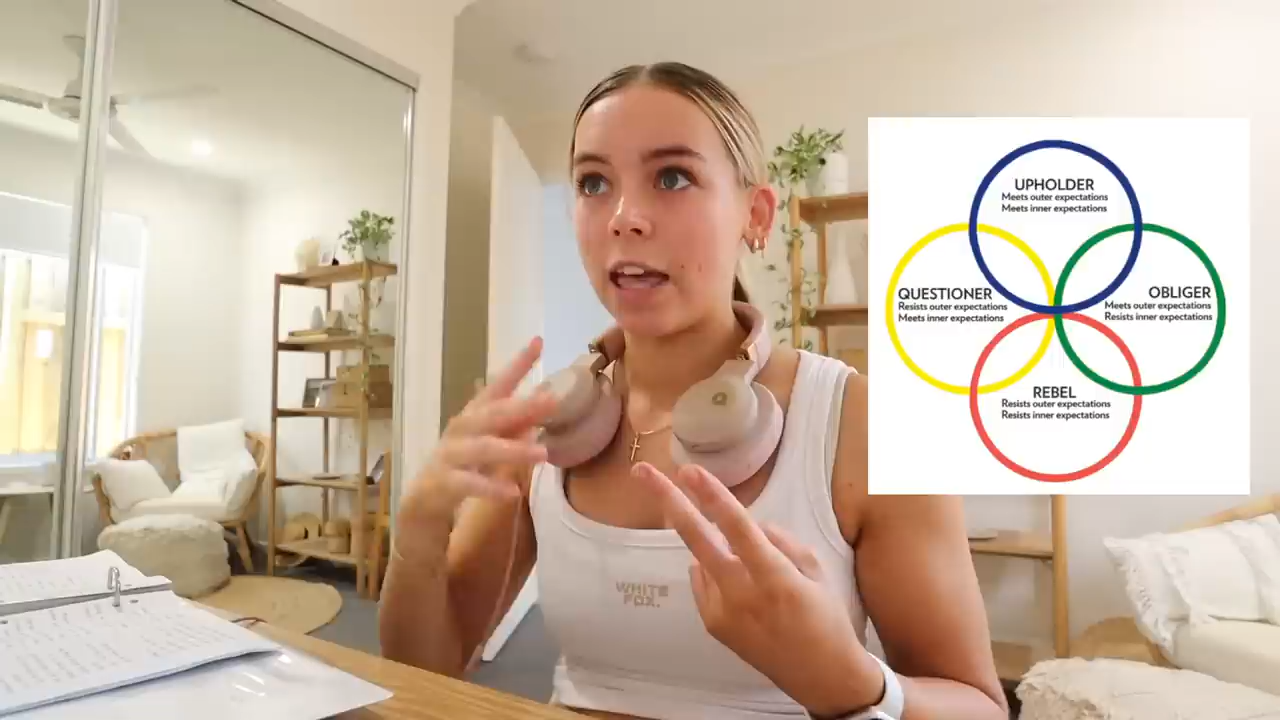 UPHOLDER
Meets outer expectations
Meets inner expectations
QUESTIONER
Resists outer expectations
Meets inner expectations
OBLIGER
Meets outer expectations
Resists inner expectations
REBEL
Resists outer expectations
Resists inner expectations
WHITE
FOX.